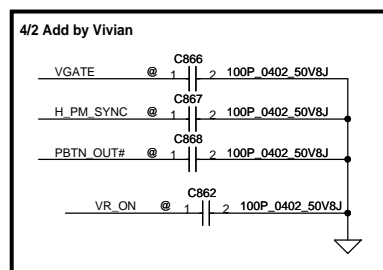 4/2 Add by Vivian
C866
VGATE @ 1 2 100P_0402_50V8J
C867
H_PM_SYNC @ 1 2 100P_0402_50V8J
C868
PBTN_OUT# @ 1 2 100P_0402_50V8J
C862
VR_ON @ 1 2 100P_0402_50V8J